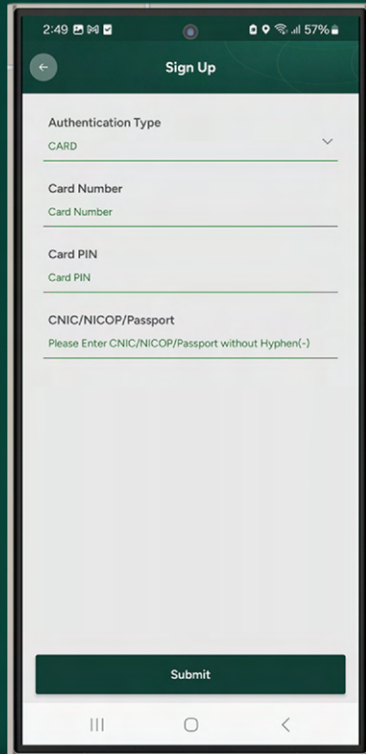 2:49 57%
Sign Up
Authentication Type
CARD
Card Number
Card Number
Card PIN
Card PIN
CNIC/NICOP/Passport
Please Enter CNIC/NICOP/Passport without Hyphen(-)
Submit